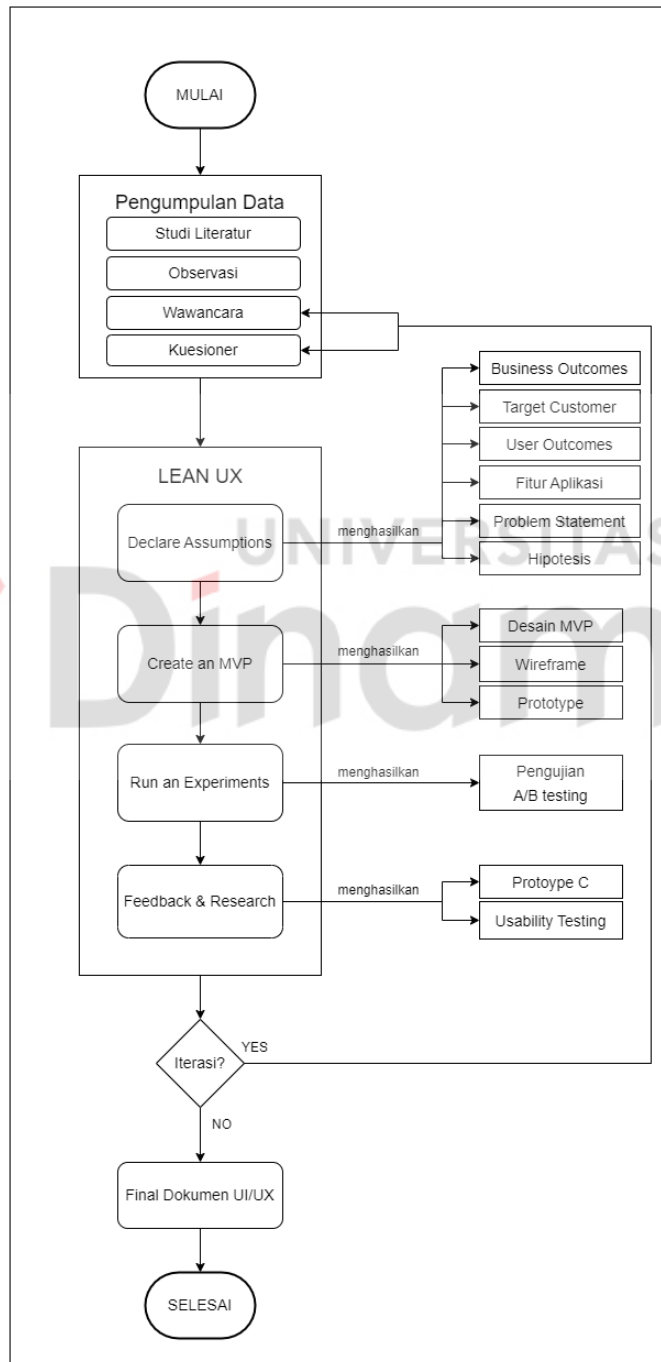 MULAI
Pengumpulan Data
Studi Literatur
Observasi
Wawancara
Kuesioner
LEAN UX
Declare Assumptions
menghasilkan
Business Outcomes
Target Customer
User Outcomes
Fitur Aplikasi
Problem Statement
Hipotesis
Create an MVP
menghasilkan
Desain MVP
Wireframe
Prototype
Run an Experiments
menghasilkan
Pengujian
A/B testing
Feedback & Research
menghasilkan
Protoype C
Usability Testing
Iterasi?
YES
NO
Final Dokumen UI/UX
SELESAI
UNIVERSITAS
Dinam